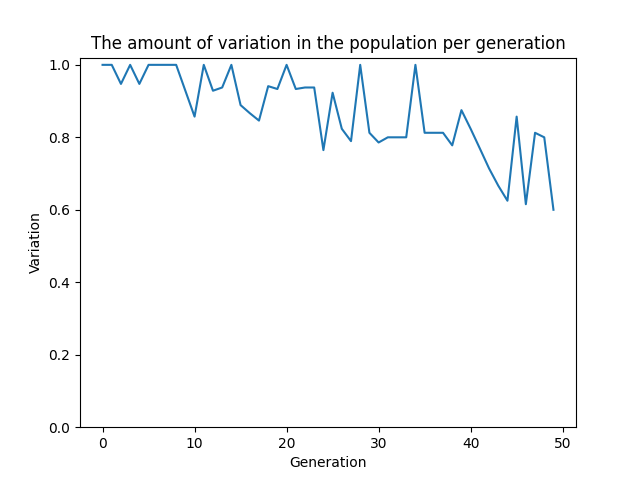 The amount of variation in the population per generation
1.0
0.8
0.6
0.4
0.2
0.0
Variation
0 10 20 30 40 50
Generation